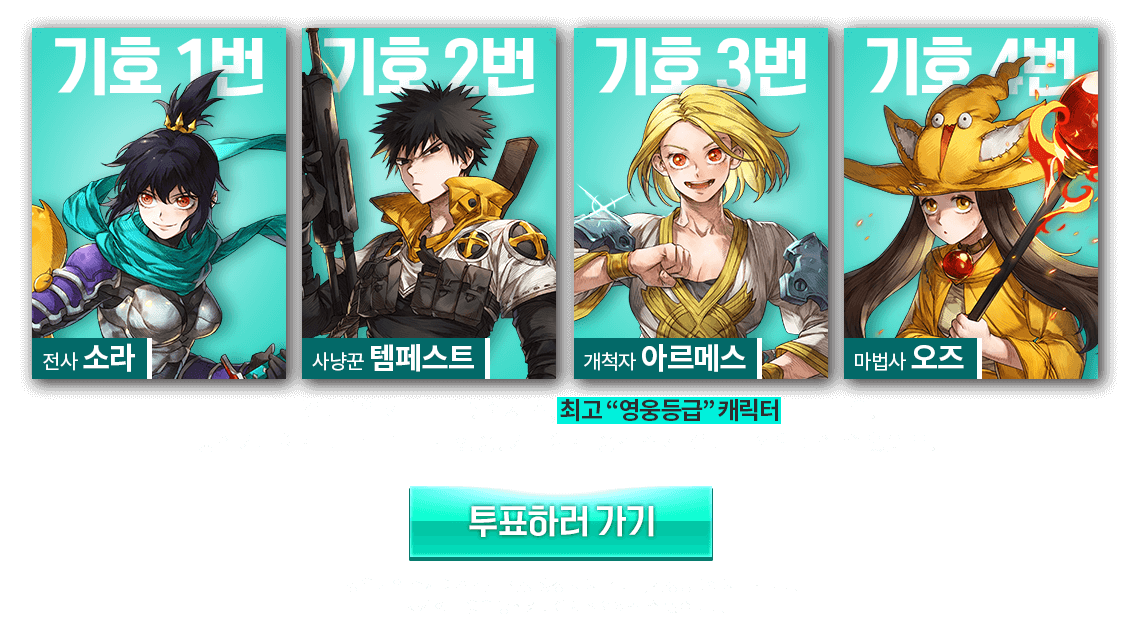 기호 1번
기호 2번
기호 3번
기호 4번
전사 소라
사냥꾼 템페스트
개척자 아르메스
마법사 오즈
최고 “영웅등급” 캐릭터
투표하러 가기